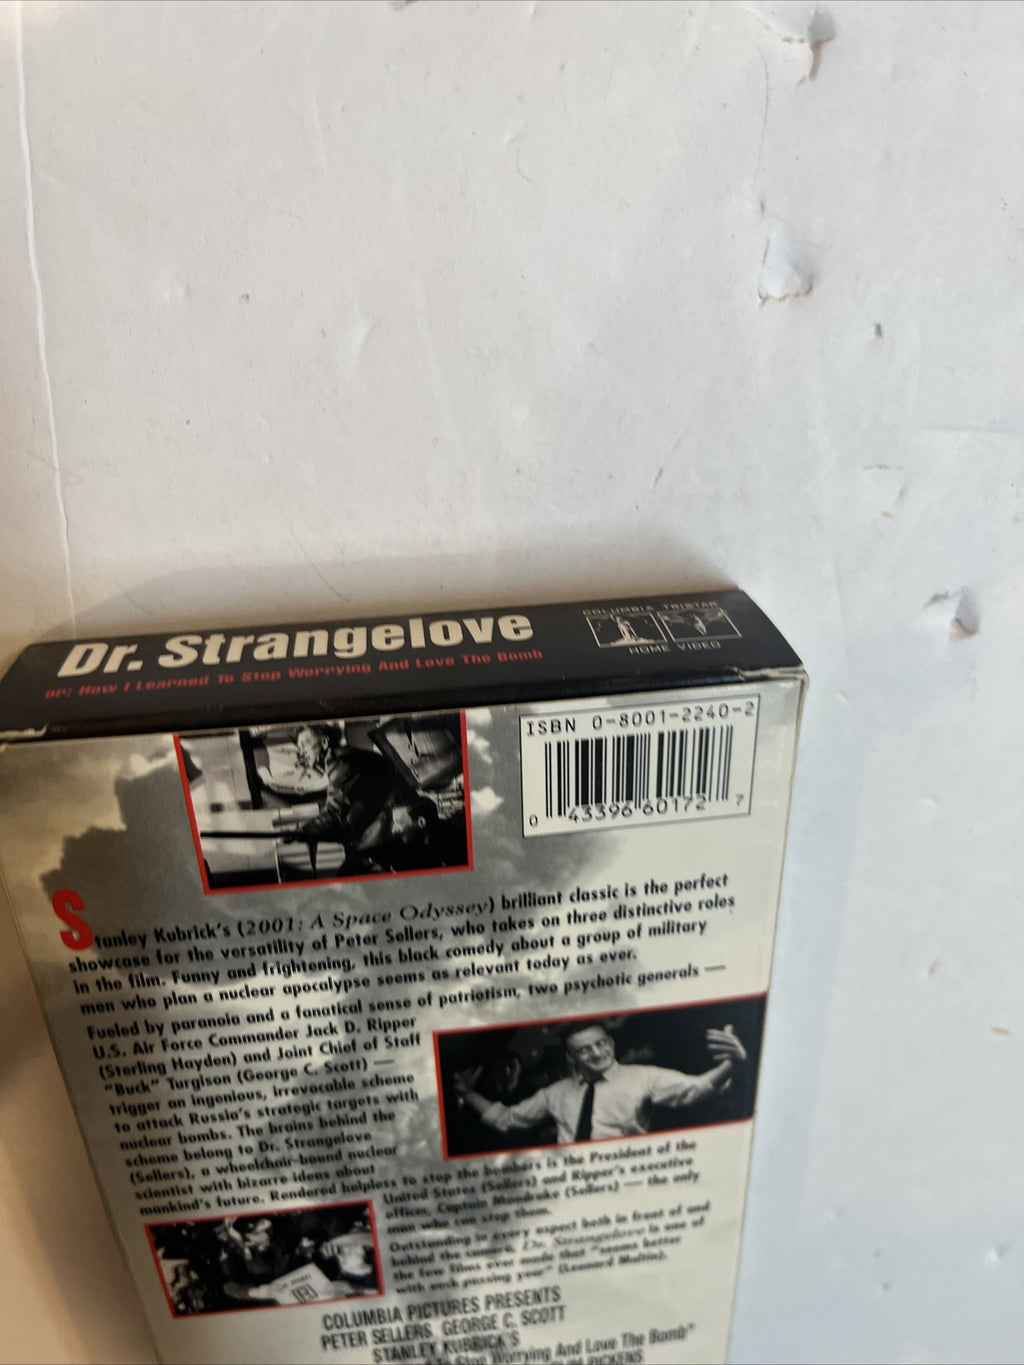 Dr. Strangelove
or: How I Learned To Stop Worrying And Love The Bomb
COLUMBIA TRISTAR
HOME VIDEO
ISBN 0-8001-2240-2
0 43396 60172 7
Stanley Kubrick's (2001: A Space Odyssey) brilliant classic is the perfect
showcase for the versatility of Peter Sellers, who takes on three distinctive roles
in the film. Funny and frightening, this black comedy about a group of military
men who plan a nuclear apocalypse seems as relevant today as ever.
Fueled by paranoia and a fanatical sense of patriotism, two psychotic generals —
U.S. Air Force Commander Jack D. Ripper
(Sterling Hayden) and Joint Chief of Staff
"Buck" Turgison (George C. Scott) —
trigger an ingenious, irrevocable scheme
to attack Russia's strategic targets with
nuclear bombs. The brains behind the
scheme belong to Dr. Strangelove
(Sellers), a wheelchair-bound nuclear
scientist with bizarre ideas about
mankind's future. Rendered helpless to stop the bombers is the President of the
United States (Sellers) and Ripper's executive
officer, Captain Mandrake (Sellers) — the only
men who can stop them.
Outstanding in every aspect both in front of and
behind the camera, Dr. Strangelove is one of
the few films ever made that "seems better
with each passing year" (Leonard Maltin).
COLUMBIA PICTURES PRESENTS
PETER SELLERS GEORGE C. SCOTT
STANLEY KUBRICK'S
Stop Worrying And Love The Bomb"
PICKENS